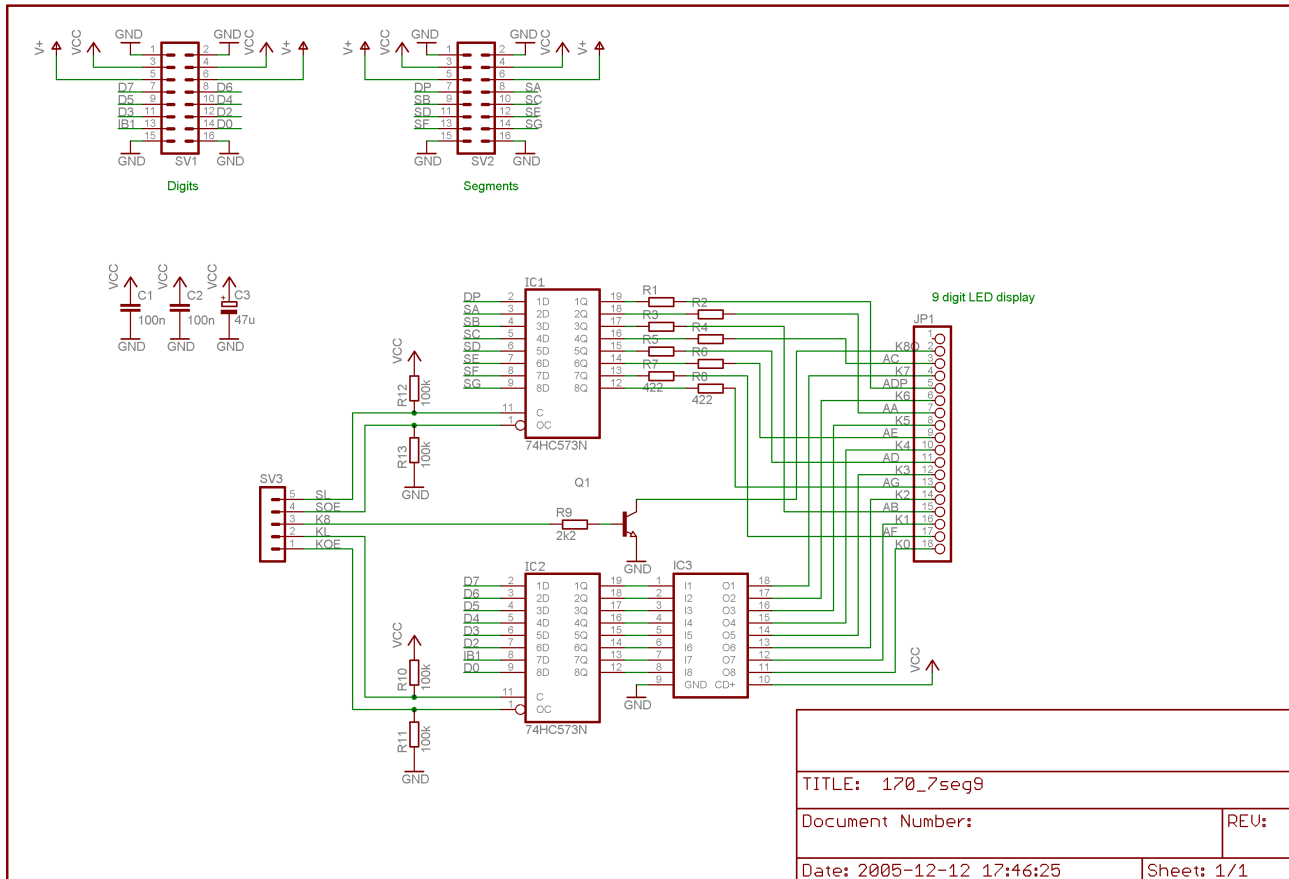 V+ VCC GND GND VCC V+
1 2
3 4
5 6
D7 7 8 D6
D5 9 10 D4
D3 11 12 D2
IB1 13 14 D0
15 16
GND SV1 GND
Digits
V+ VCC GND GND VCC V+
1 2
3 4
5 6
DP 7 8 SA
SB 9 10 SC
SD 11 12 SE
SF 13 14 SG
15 16
GND SV2 GND
Segments
VCC VCC VCC
C1 C2 + C3
100n 100n 47u
GND GND GND
IC1
DP 2 1D 1Q 19
SA 3 2D 2Q 18
SB 4 3D 3Q 17
SC 5 4D 4Q 16
SD 6 5D 5Q 15
SE 7 6D 6Q 14
SF 8 7D 7Q 13
SG 9 8D 8Q 12
11 C
1 OC
74HC573N
R1
R2
R3
R4
R5
R6
R7
R8
422
422
VCC
R12 100k
R13 100k
GND
SV3
5 SL
4 SOE
3 K8
2 KL
1 KOE
Q1
R9
2k2
GND
IC2
D7 2 1D 1Q 19
D6 3 2D 2Q 18
D5 4 3D 3Q 17
D4 5 4D 4Q 16
D3 6 5D 5Q 15
D2 7 6D 6Q 14
IB1 8 7D 7Q 13
D0 9 8D 8Q 12
11 C
1 OC
74HC573N
VCC
R10 100k
R11 100k
GND
IC3
1 I1 O1 18
2 I2 O2 17
3 I3 O3 16
4 I4 O4 15
5 I5 O5 14
6 I6 O6 13
7 I7 O7 12
8 I8 O8 11
9 GND CD+ 10
GND
VCC
9 digit LED display
JP1
1
K8O 2
AC 3
K7 4
ADP 5
K6 6
AA 7
K5 8
AE 9
K4 10
AD 11
K3 12
AG 13
K2 14
AB 15
K1 16
AF 17
K0 18
TITLE: 170_7seg9
Document Number:
REV:
Date: 2005-12-12 17:46:25
Sheet: 1/1